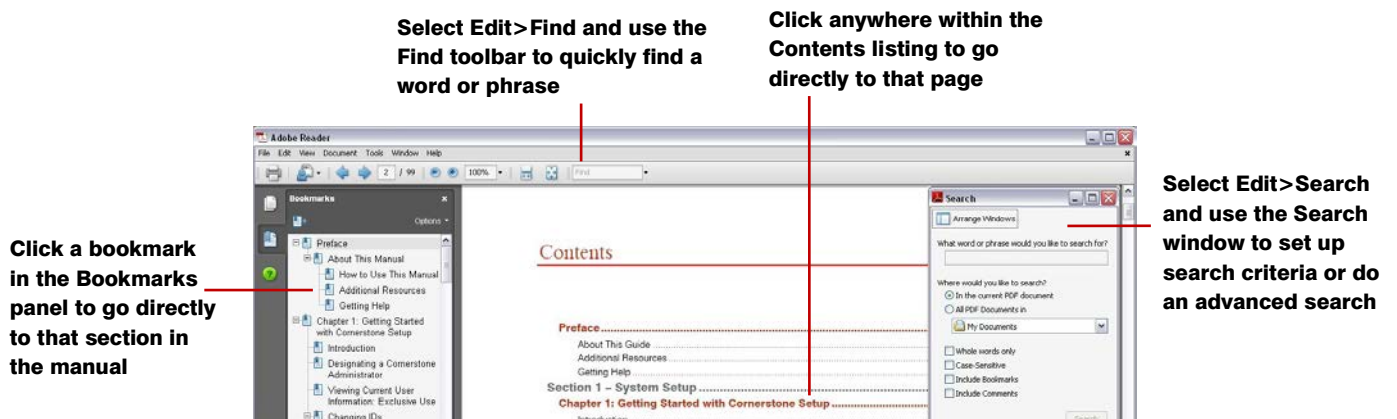 Select Edit>Find and use the
Find toolbar to quickly find a
word or phrase
Click anywhere within the
Contents listing to go
directly to that page
Click a bookmark
in the Bookmarks
panel to go directly
to that section in
the manual
Select Edit>Search
and use the Search
window to set up
search criteria or do
an advanced search
Adobe Reader
File Edit View Document Tools Window Help
2 / 99 100% Find
Bookmarks
Options
Preface
About This Manual
How to Use This Manual
Additional Resources
Getting Help
Chapter 1: Getting Started
with Cornerstone Setup
Introduction
Designating a Cornerstone
Administrator
Viewing Current User
Information: Exclusive Use
Changing IDs
Contents
Preface
About This Guide
Additional Resources
Getting Help
Section 1 – System Setup
Chapter 1: Getting Started with Cornerstone Setup
Introduction
Search
Arrange Windows
What word or phrase would you like to search for?
Where would you like to search?
In the current PDF document
All PDF Documents in
My Documents
Whole words only
Case-Sensitive
Include Bookmarks
Include Comments
Search